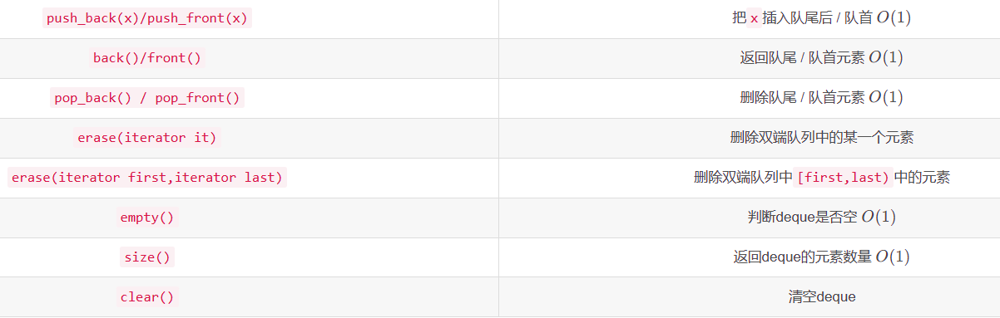 push_back(x)/push_front(x) 把 x 插入队尾后 / 队首 O(1)
back()/front() 返回队尾 / 队首元素 O(1)
pop_back() / pop_front() 删除队尾 / 队首元素 O(1)
erase(iterator it) 删除双端队列中的某一个元素
erase(iterator first,iterator last) 删除双端队列中 [first,last) 中的元素
empty() 判断deque是否空 O(1)
size() 返回deque的元素数量 O(1)
clear() 清空deque